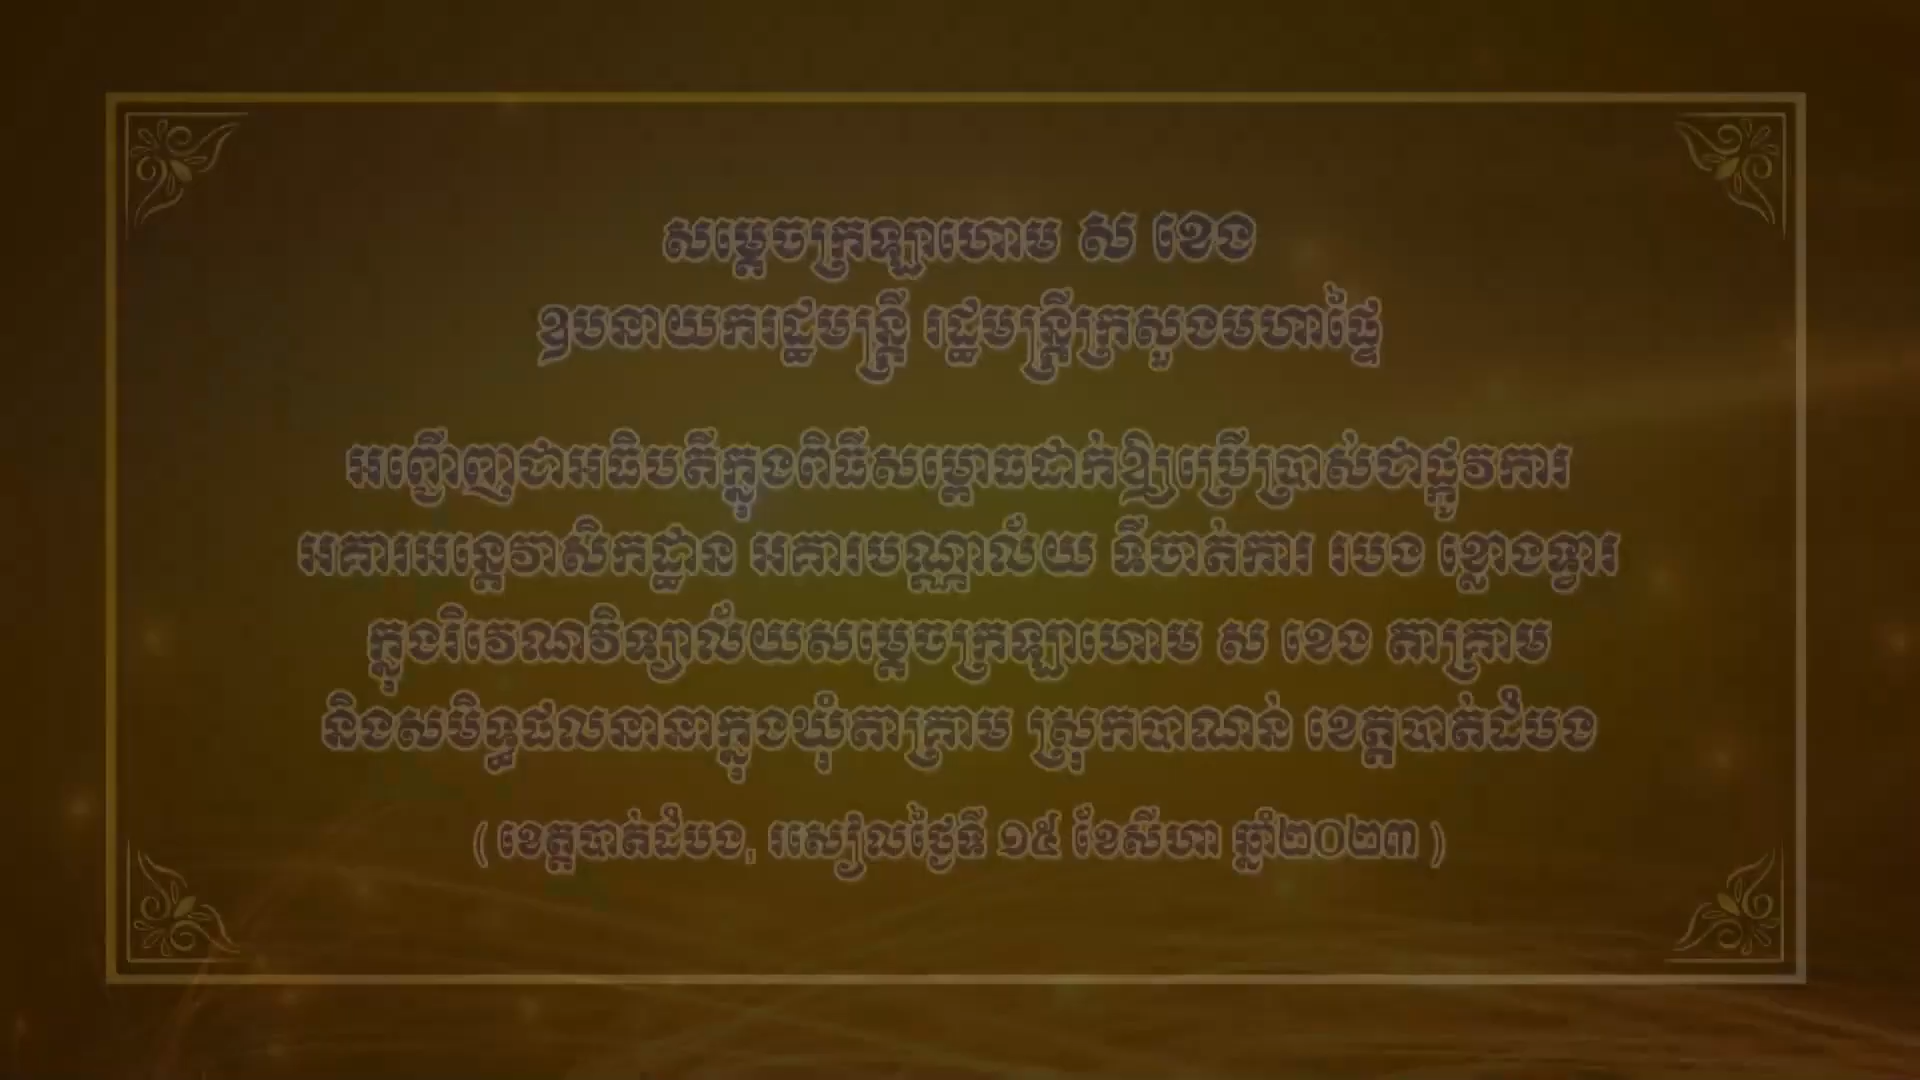 សម្តេចក្រឡាហោម ស ខេង
ឧបនាយករដ្ឋមន្ត្រី រដ្ឋមន្ត្រីក្រសួងមហាផ្ទៃ
អញ្ជើញជាអធិបតីក្នុងពិធីសម្ពោធដាក់ឱ្យប្រើប្រាស់ជាផ្លូវការ
អគារអន្តេវាសិកដ្ឋាន អគារបណ្ណាល័យ ទីចាត់ការ របង ខ្លោងទ្វារ
ក្នុងបរិវេណវិទ្យាល័យសម្តេចក្រឡាហោម ស ខេង តាគ្រាម
និងសមិទ្ធផលនានាក្នុងឃុំតាគ្រាម ស្រុកបាណន់ ខេត្តបាត់ដំបង
( ខេត្តបាត់ដំបង, រសៀលថ្ងៃទី ១៥ ខែសីហា ឆ្នាំ២០២៣ )